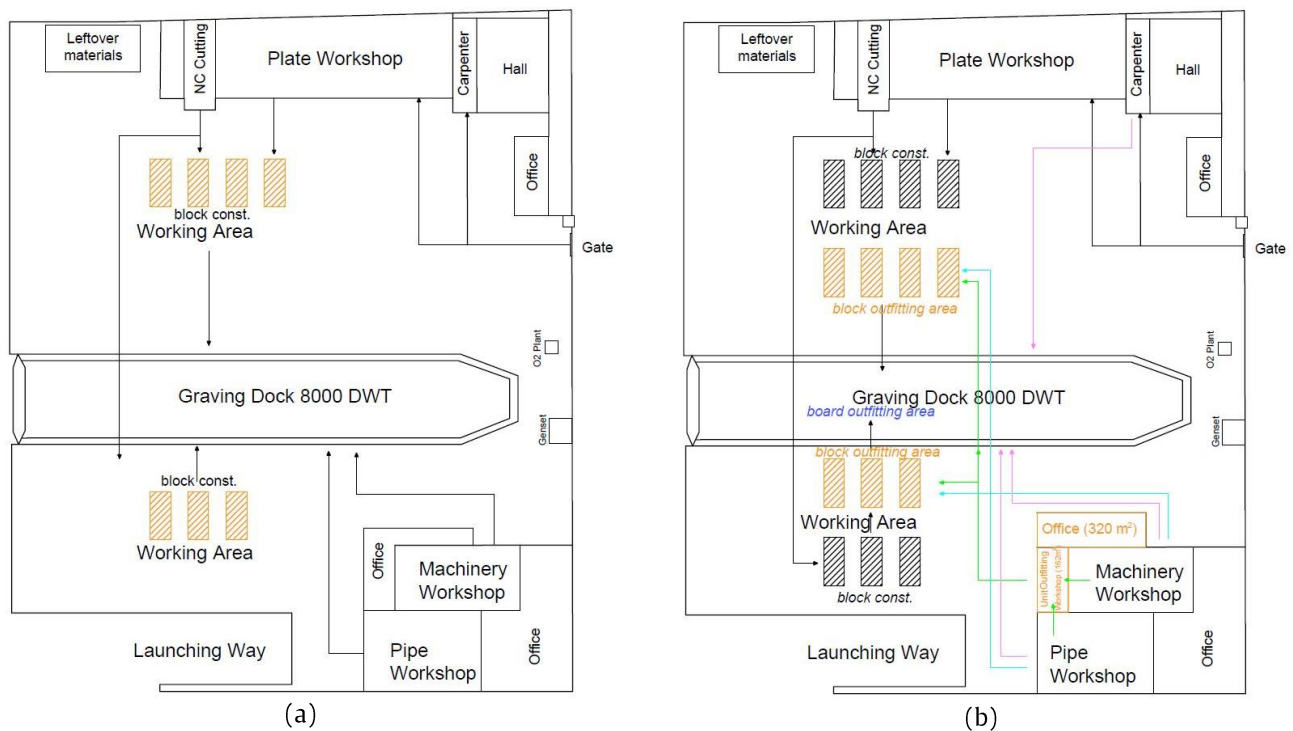 Leftover
materials
NC Cutting
Plate Workshop
Carpenter
Hall
Office
block const.
Working Area
Gate
O2 Plant
Graving Dock 8000 DWT
Genset
block const.
Working Area
Office
Machinery
Workshop
Launching Way
Pipe
Workshop
Office
(a)
Leftover
materials
NC Cutting
Plate Workshop
Carpenter
Hall
block const.
Office
Working Area
Gate
block outfitting area
O2 Plant
Graving Dock 8000 DWT
board outfitting area
Genset
block outfitting area
Working Area
Office (320 m²)
UnitOutfitting
Workshop (162m²)
Machinery
Workshop
block const.
Launching Way
Pipe
Workshop
Office
(b)